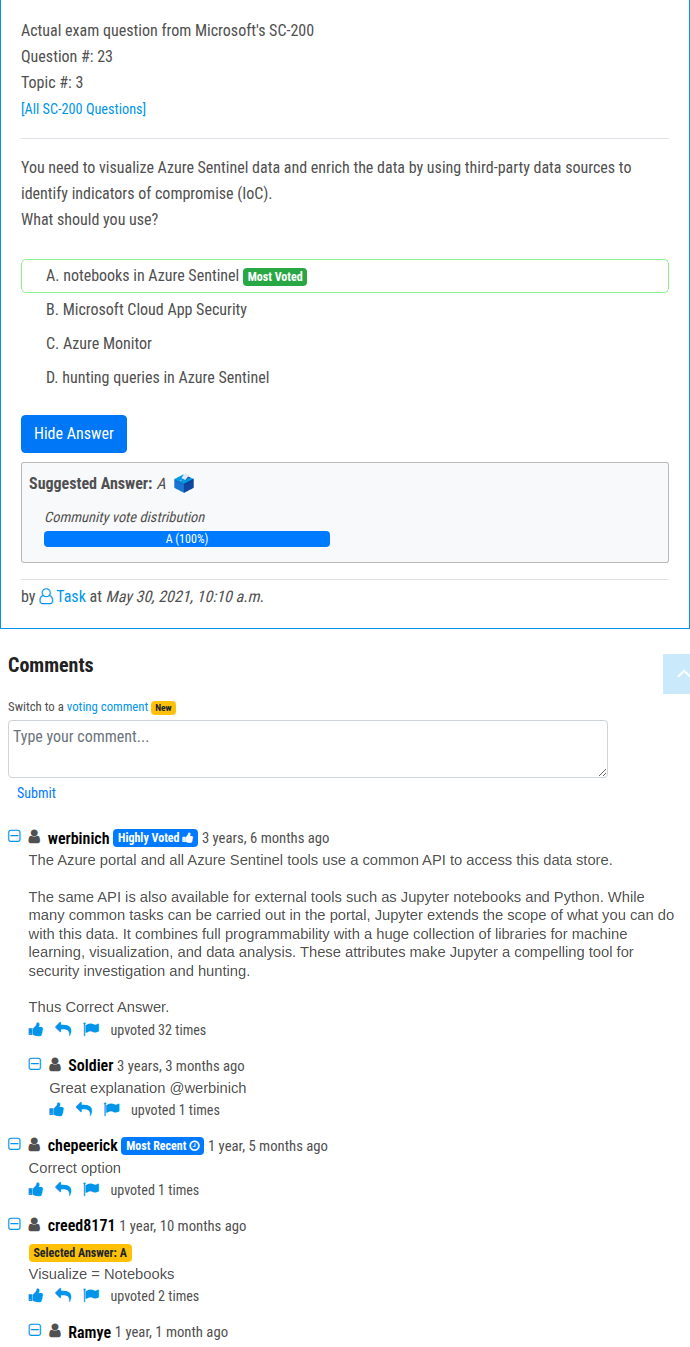 Actual exam question from Microsoft's SC-200
Question #: 23
Topic #: 3
[All SC-200 Questions]
You need to visualize Azure Sentinel data and enrich the data by using third-party data sources to
identify indicators of compromise (IoC).
What should you use?
A. notebooks in Azure Sentinel Most Voted
B. Microsoft Cloud App Security
C. Azure Monitor
D. hunting queries in Azure Sentinel
Hide Answer
Suggested Answer: A
Community vote distribution
A (100%)
by Task at May 30, 2021, 10:10 a.m.
Comments
Switch to a voting comment New
Type your comment...
Submit
werbinich Highly Voted 3 years, 6 months ago
The Azure portal and all Azure Sentinel tools use a common API to access this data store.
The same API is also available for external tools such as Jupyter notebooks and Python. While
many common tasks can be carried out in the portal, Jupyter extends the scope of what you can do
with this data. It combines full programmability with a huge collection of libraries for machine
learning, visualization, and data analysis. These attributes make Jupyter a compelling tool for
security investigation and hunting.
Thus Correct Answer.
upvoted 32 times
Soldier 3 years, 3 months ago
Great explanation @werbinich
upvoted 1 times
chepeerick Most Recent 1 year, 5 months ago
Correct option
upvoted 1 times
creed8171 1 year, 10 months ago
Selected Answer: A
Visualize = Notebooks
upvoted 2 times
Ramye 1 year, 1 month ago